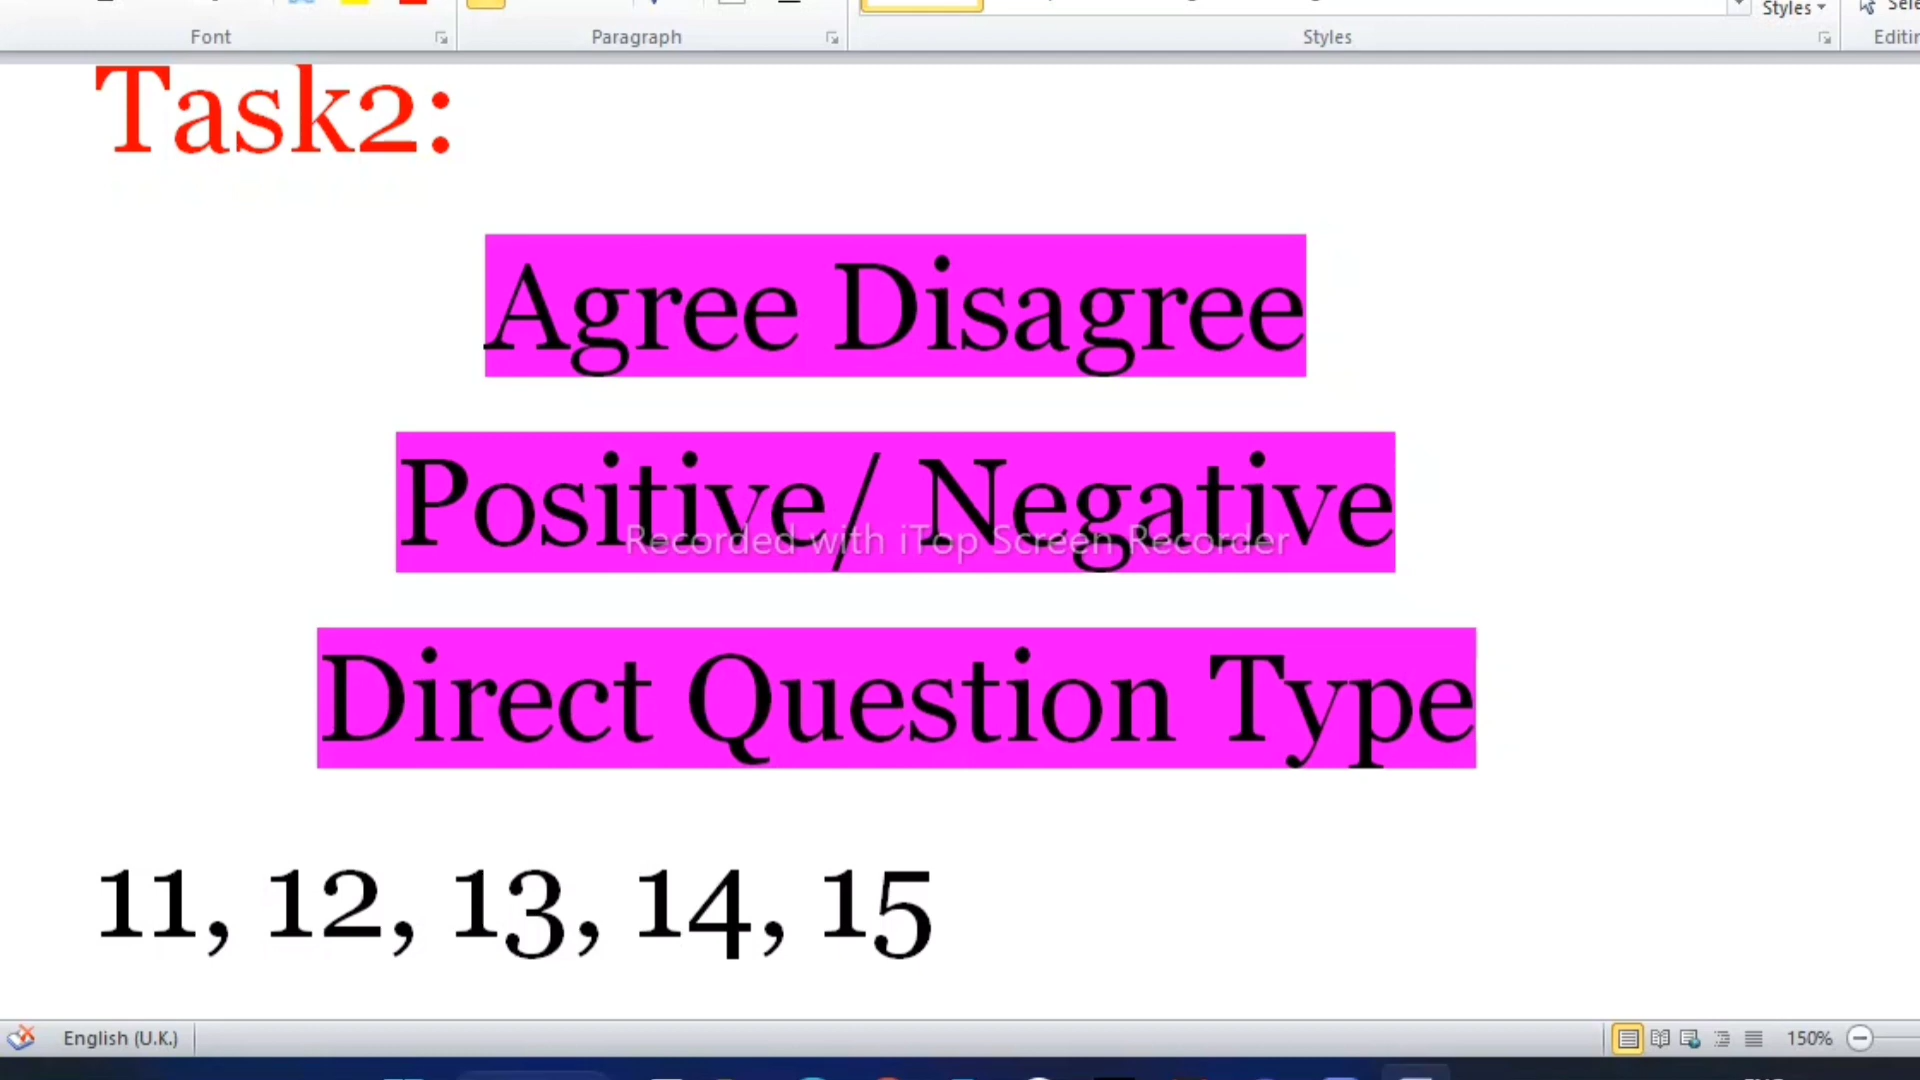 Font Paragraph Styles Styles Editin
Task2:
Agree Disagree
Positive/ Negative
Recorded with iTop Screen Recorder
Direct Question Type
11, 12, 13, 14, 15
English (U.K.) 150%